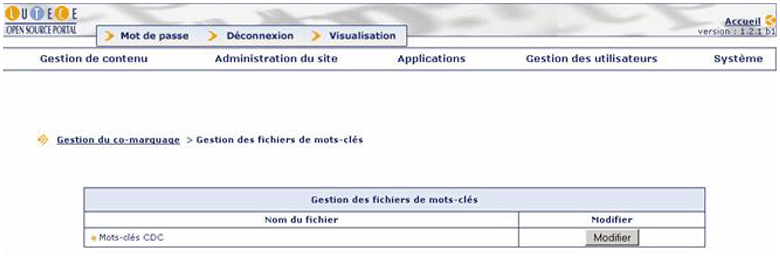 LUTECE
OPEN SOURCE PORTAL
Mot de passe Déconnexion Visualisation
Accueil
version : 1.2.1 b1
Gestion de contenu Administration du site Applications Gestion des utilisateurs Système
Gestion du co-marquage > Gestion des fichiers de mots-clés
Gestion des fichiers de mots-clés
Nom du fichier Modifier
Mots-clés CDC Modifier